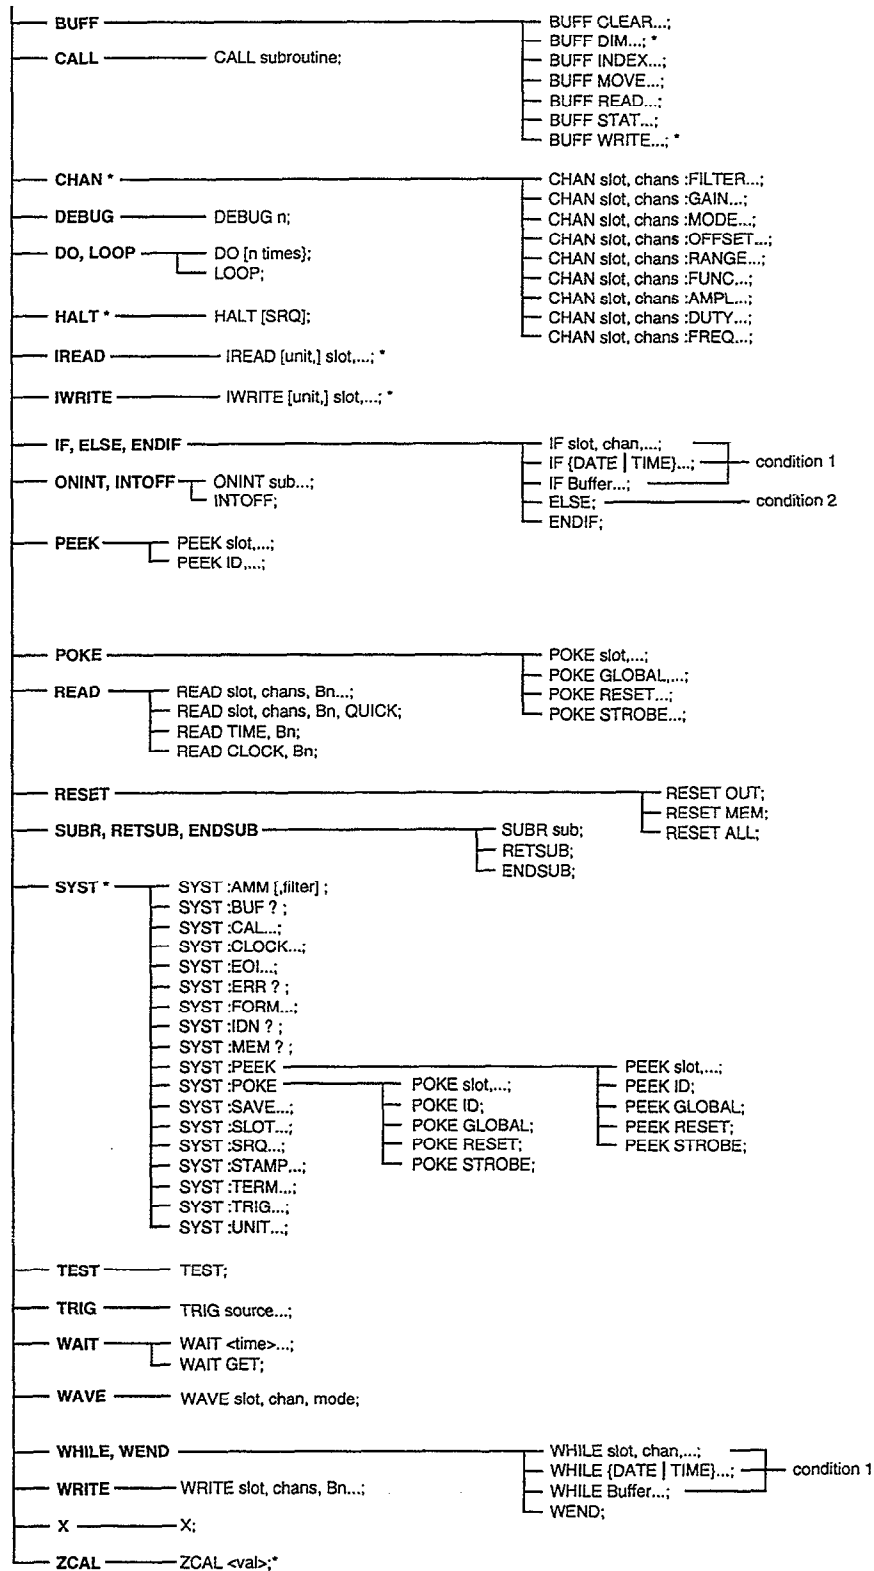 BUFF
BUFF CLEAR...;
BUFF DIM...; *
BUFF INDEX...;
BUFF MOVE...;
BUFF READ...;
BUFF STAT...;
BUFF WRITE...; *
CALL CALL subroutine;
CHAN *
CHAN slot, chans :FILTER...;
CHAN slot, chans :GAIN...;
CHAN slot, chans :MODE...;
CHAN slot, chans :OFFSET...;
CHAN slot, chans :RANGE...;
CHAN slot, chans :FUNC...;
CHAN slot, chans :AMPL...;
CHAN slot, chans :DUTY...;
CHAN slot, chans :FREQ...;
DEBUG DEBUG n;
DO, LOOP DO [n times};
LOOP;
HALT * HALT [SRQ];
IREAD IREAD [unit,] slot,...; *
IWRITE IWRITE [unit,] slot,...; *
IF, ELSE, ENDIF
IF slot, chan,...;
IF {DATE | TIME}...; condition 1
IF Buffer...;
ELSE; condition 2
ENDIF;
ONINT, INTOFF ONINT sub...;
INTOFF;
PEEK PEEK slot,...;
PEEK ID,...;
POKE
POKE slot,...;
POKE GLOBAL,...;
POKE RESET...;
POKE STROBE...;
READ READ slot, chans, Bn...;
READ slot, chans, Bn, QUICK;
READ TIME, Bn;
READ CLOCK, Bn;
RESET
RESET OUT;
RESET MEM;
RESET ALL;
SUBR, RETSUB, ENDSUB
SUBR sub;
RETSUB;
ENDSUB;
SYST * SYST :AMM [,filter] ;
SYST :BUF ? ;
SYST :CAL...;
SYST :CLOCK...;
SYST :EOI...;
SYST :ERR ? ;
SYST :FORM...;
SYST :IDN ? ;
SYST :MEM ? ;
SYST :PEEK
PEEK slot,...;
PEEK ID;
PEEK GLOBAL;
PEEK RESET;
PEEK STROBE;
SYST :POKE
POKE slot,...;
POKE ID;
POKE GLOBAL;
POKE RESET;
POKE STROBE;
SYST :SAVE...;
SYST :SLOT...;
SYST :SRQ...;
SYST :STAMP...;
SYST :TERM...;
SYST :TRIG...;
SYST :UNIT...;
TEST TEST;
TRIG TRIG source...;
WAIT WAIT <time>...;
WAIT GET;
WAVE WAVE slot, chan, mode;
WHILE, WEND
WHILE slot, chan,...;
WHILE {DATE | TIME}...; condition 1
WHILE Buffer...;
WEND;
WRITE WRITE slot, chans, Bn...;
X X;
ZCAL ZCAL <val>;*